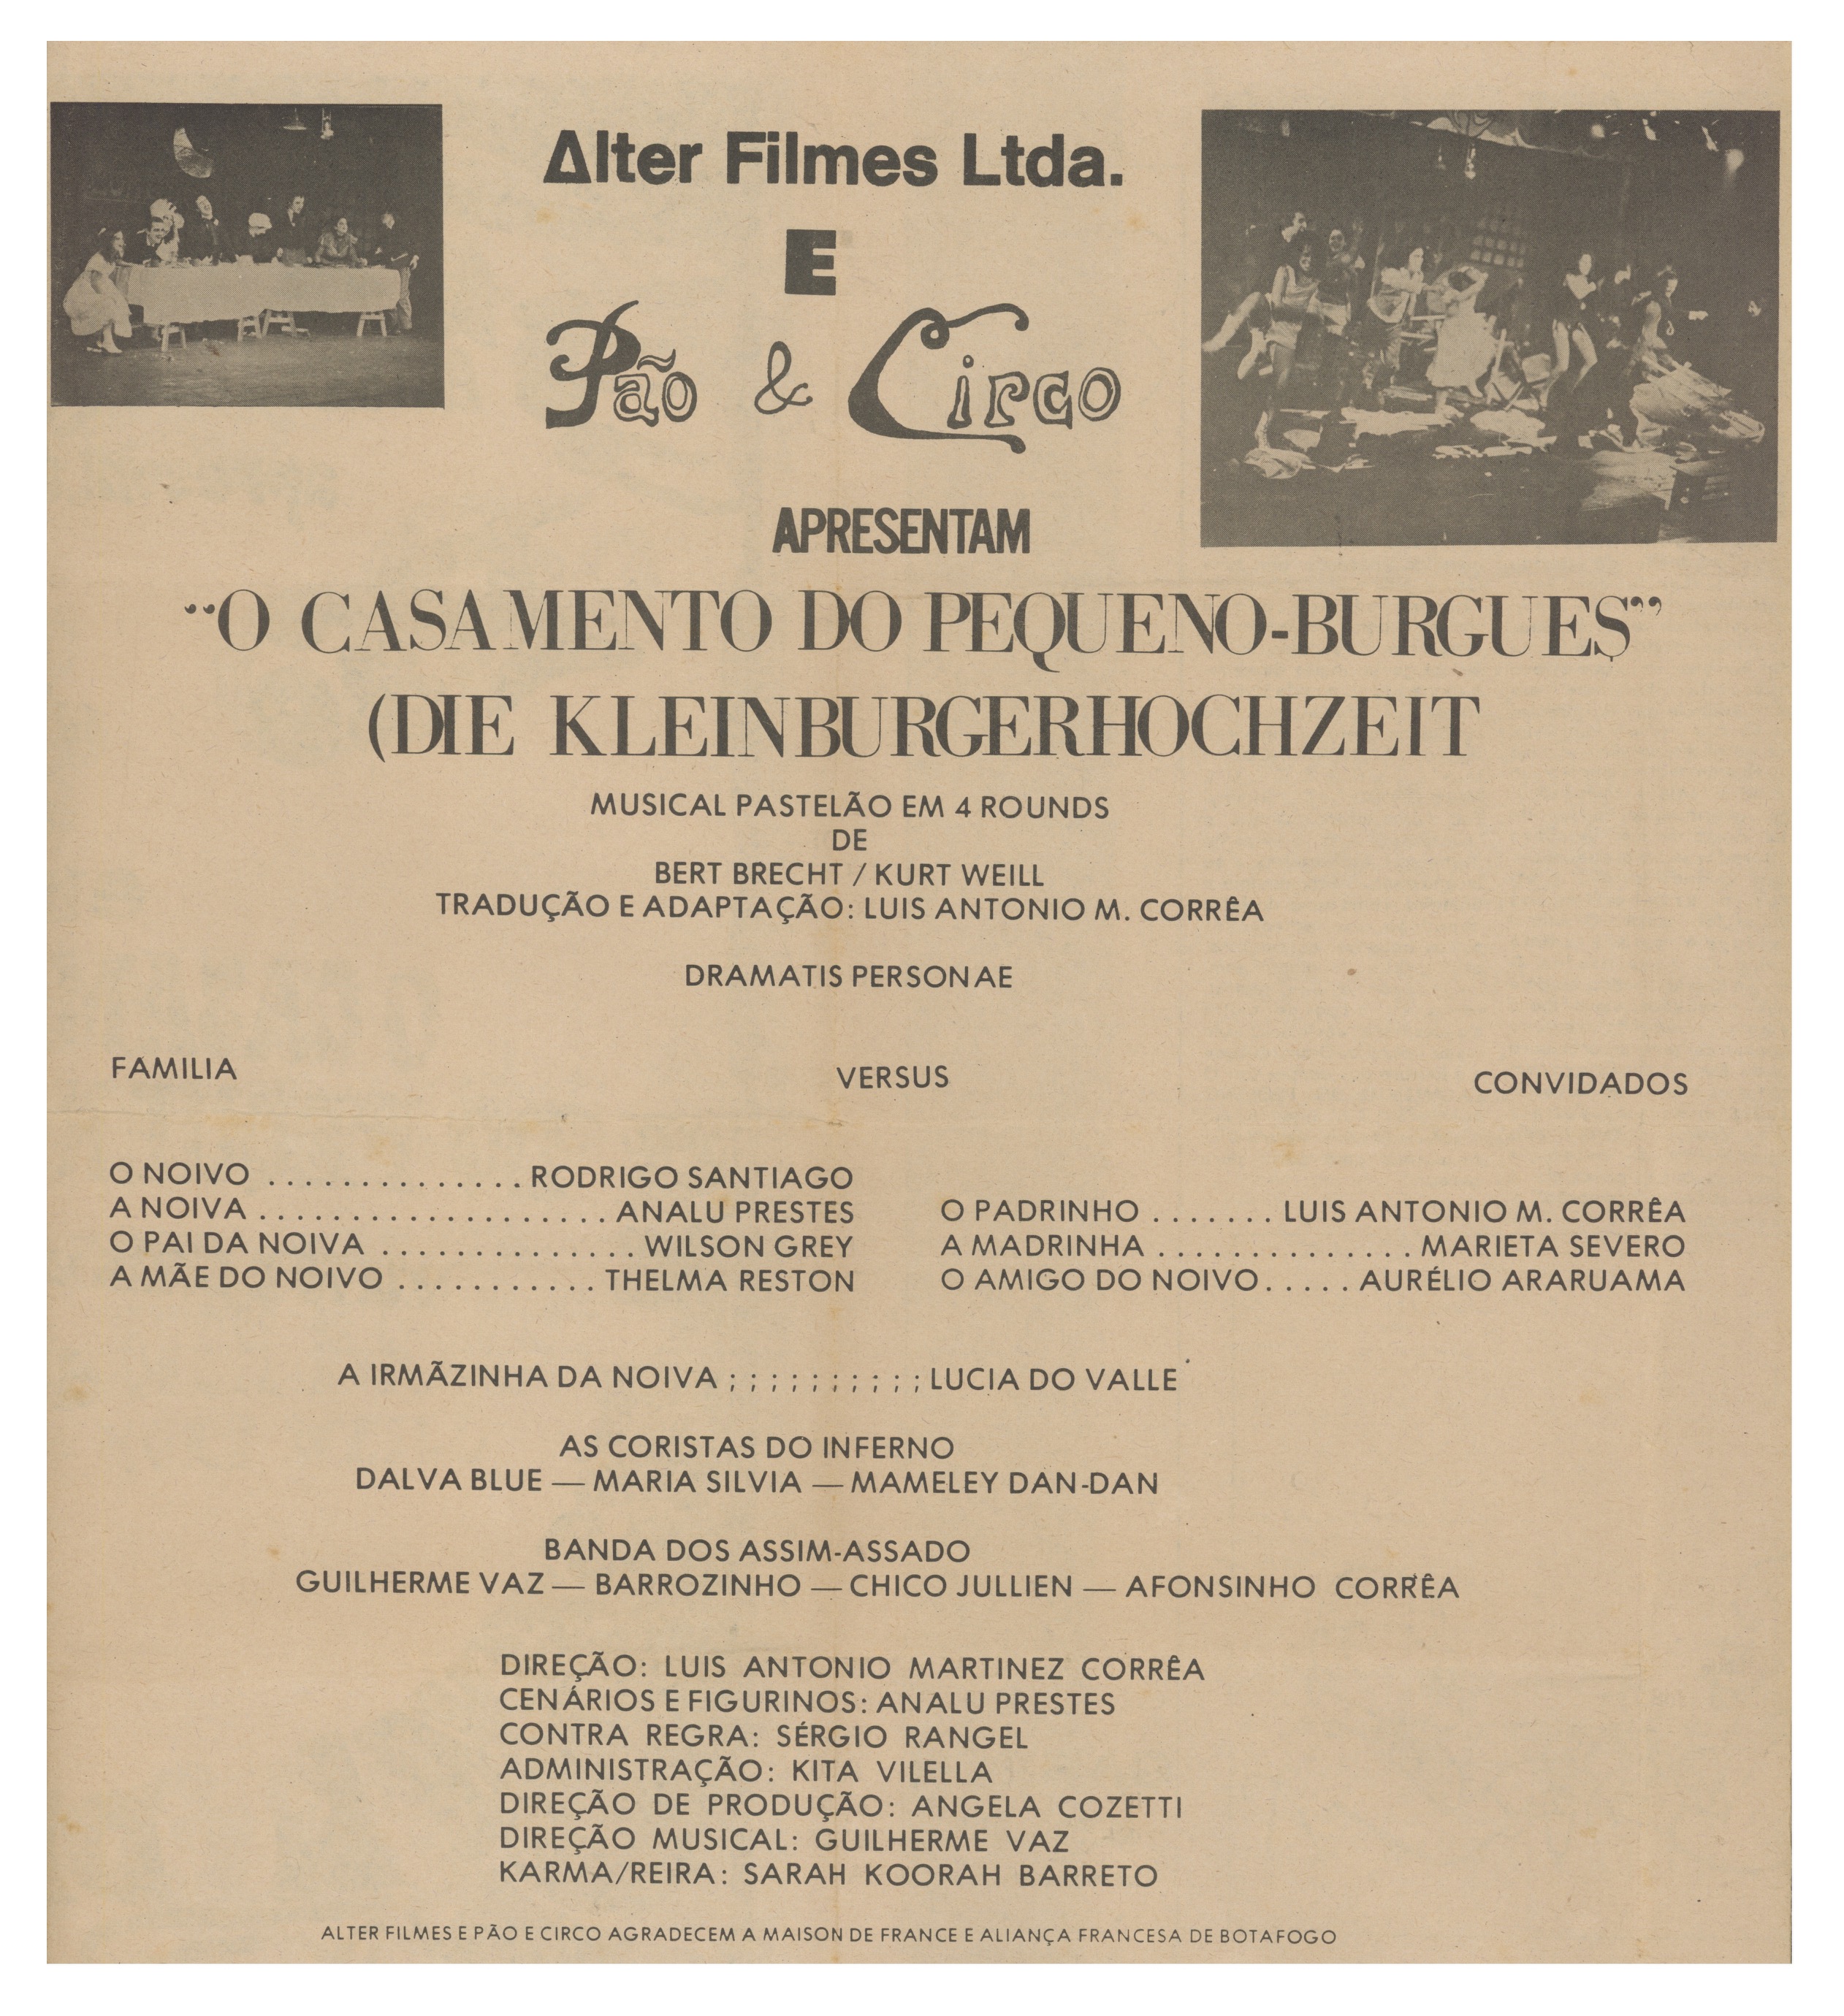 Alter Filmes Ltda.
E
Pão & Circo
APRESENTAM
“O CASAMENTO DO PEQUENO-BURGUES”
(DIE KLEINBURGERHOCHZEIT
MUSICAL PASTELÃO EM 4 ROUNDS
DE
BERT BRECHT / KURT WEILL
TRADUÇÃO E ADAPTAÇÃO: LUIS ANTONIO M. CORRÊA
DRAMATIS PERSONAE
FAMILIA VERSUS CONVIDADOS
O NOIVO . . . . . . . . . . . . . . RODRIGO SANTIAGO
A NOIVA . . . . . . . . . . . . . . . . . . . ANALU PRESTES
O PAI DA NOIVA . . . . . . . . . . . . . . WILSON GREY
A MÃE DO NOIVO . . . . . . . . . . . THELMA RESTON
O PADRINHO . . . . . . . LUIS ANTONIO M. CORRÊA
A MADRINHA . . . . . . . . . . . . . . MARIETA SEVERO
O AMIGO DO NOIVO. . . . . AURÉLIO ARARUAMA
A IRMÃZINHA DA NOIVA ; ; ; ; ; ; ; ; ; ; LUCIA DO VALLE
AS CORISTAS DO INFERNO
DALVA BLUE — MARIA SILVIA — MAMELEY DAN-DAN
BANDA DOS ASSIM-ASSADO
GUILHERME VAZ — BARROZINHO — CHICO JULLIEN — AFONSINHO CORRÊA
DIREÇÃO: LUIS ANTONIO MARTINEZ CORRÊA
CENÁRIOS E FIGURINOS: ANALU PRESTES
CONTRA REGRA: SÉRGIO RANGEL
ADMINISTRAÇÃO: KITA VILELLA
DIREÇÃO DE PRODUÇÃO: ANGELA COZETTI
DIREÇÃO MUSICAL: GUILHERME VAZ
KARMA/REIRA: SARAH KOORAH BARRETO
ALTER FILMES E PÃO E CIRCO AGRADECEM A MAISON DE FRANCE E ALIANÇA FRANCESA DE BOTAFOGO